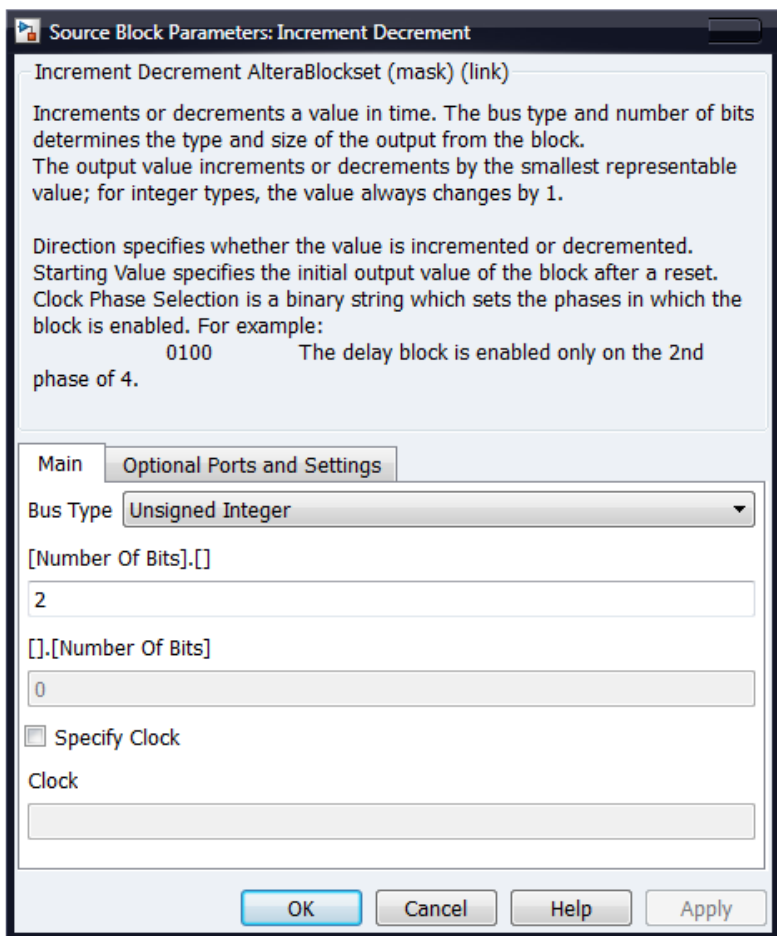 Source Block Parameters: Increment Decrement
Increment Decrement AlteraBlockset (mask) (link)
Increments or decrements a value in time. The bus type and number of bits
determines the type and size of the output from the block.
The output value increments or decrements by the smallest representable
value; for integer types, the value always changes by 1.
Direction specifies whether the value is incremented or decremented.
Starting Value specifies the initial output value of the block after a reset.
Clock Phase Selection is a binary string which sets the phases in which the
block is enabled. For example:
0100 The delay block is enabled only on the 2nd
phase of 4.
Main Optional Ports and Settings
Bus Type Unsigned Integer
[Number Of Bits].[]
2
[].[Number Of Bits]
0
Specify Clock
Clock
OK Cancel Help Apply